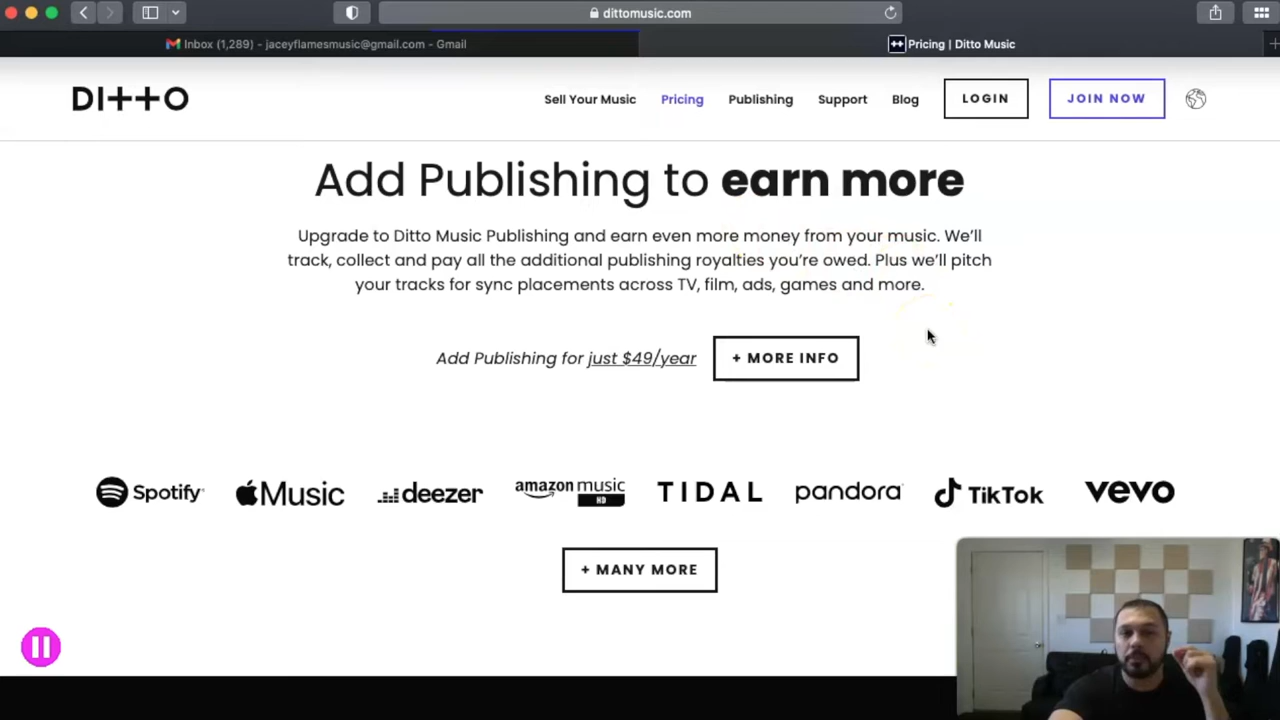 dittomusic.com
Inbox (1,289) - jaceyflamesmusic@gmail.com - Gmail
++ Pricing | Ditto Music
DI++O
Sell Your Music
Pricing
Publishing
Support
Blog
LOGIN
JOIN NOW
Add Publishing to earn more
Upgrade to Ditto Music Publishing and earn even more money from your music. We'll
track, collect and pay all the additional publishing royalties you're owed. Plus we'll pitch
your tracks for sync placements across TV, film, ads, games and more.
Add Publishing for just $49/year
+ MORE INFO
Spotify
Music
deezer
amazon music
HD
TIDAL
pandora
TikTok
vevo
+ MANY MORE